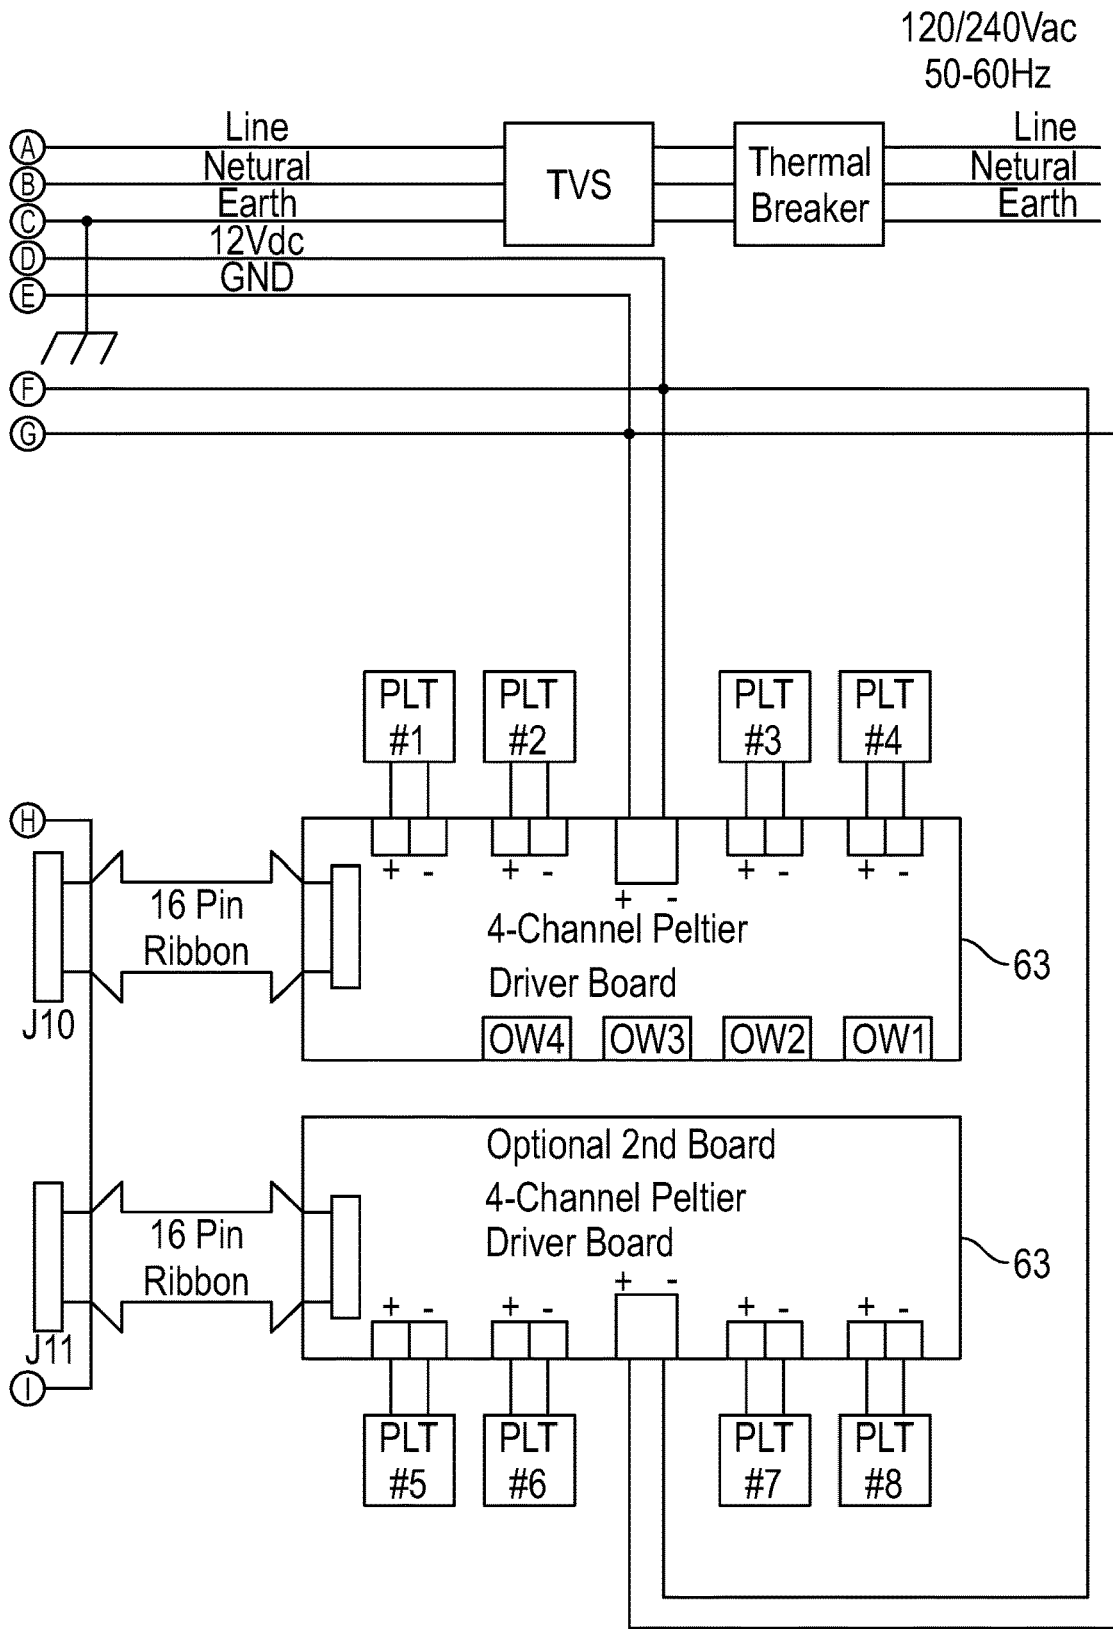 120/240Vac
50-60Hz
A
Line
TVS
Thermal
Breaker
Line
B
Netural
Netural
C
Earth
Earth
D
12Vdc
E
GND
F
G
PLT
#1
PLT
#2
PLT
#3
PLT
#4
H
+ -
+ -
+ -
+ -
+ -
16 Pin
Ribbon
4-Channel Peltier
Driver Board
63
J10
OW4
OW3
OW2
OW1
Optional 2nd Board
4-Channel Peltier
Driver Board
16 Pin
Ribbon
63
+ -
+ -
+ -
+ -
+ -
J11
I
PLT
#5
PLT
#6
PLT
#7
PLT
#8